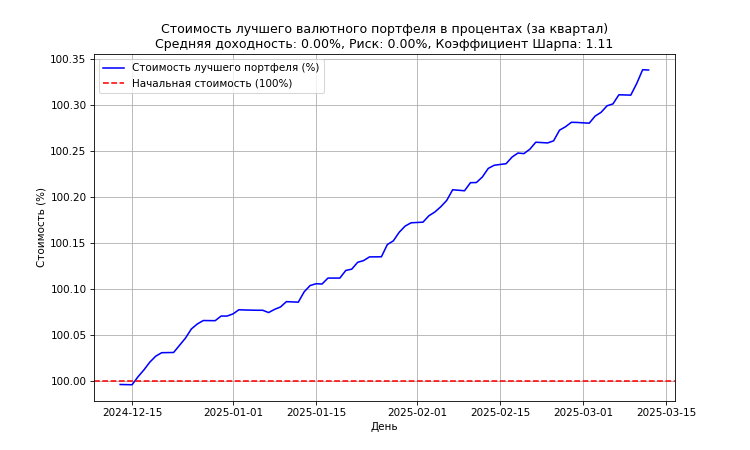 Стоимость лучшего валютного портфеля в процентах (за квартал)
Средняя доходность: 0.00%, Риск: 0.00%, Коэффициент Шарпа: 1.11
Стоимость лучшего портфеля (%)
Начальная стоимость (100%)
Стоимость (%)
100.35
100.30
100.25
100.20
100.15
100.10
100.05
100.00
2024-12-15
2025-01-01
2025-01-15
2025-02-01
2025-02-15
2025-03-01
2025-03-15
День